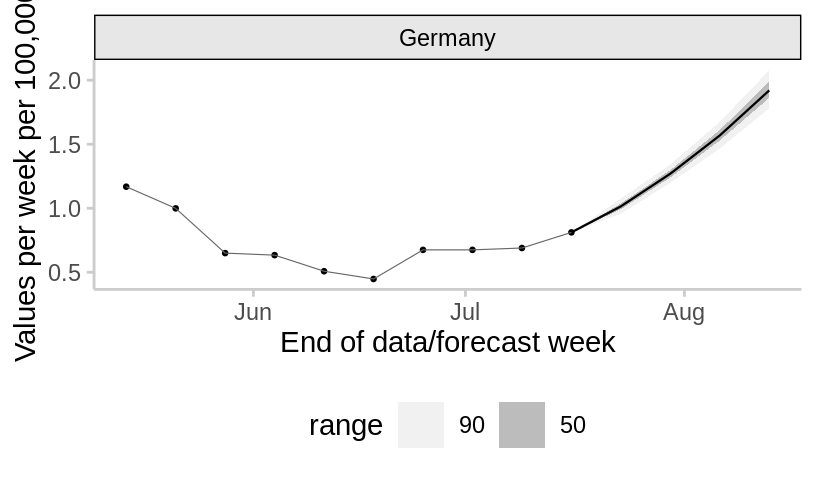 Germany
Values per week per 100,000
2.0
1.5
1.0
0.5
Jun Jul Aug
End of data/forecast week
range 90 50